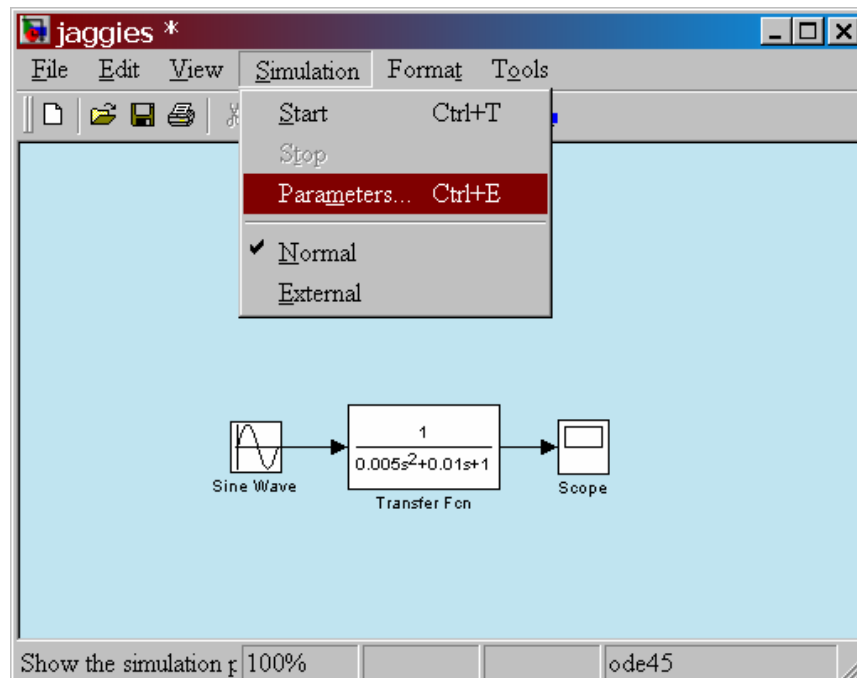 jaggies *
File Edit View Simulation Format Tools
Start Ctrl+T
Stop
Parameters... Ctrl+E
Normal
External
1
0.005s²+0.01s+1
Sine Wave
Transfer Fcn
Scope
Show the simulation p 100% ode45